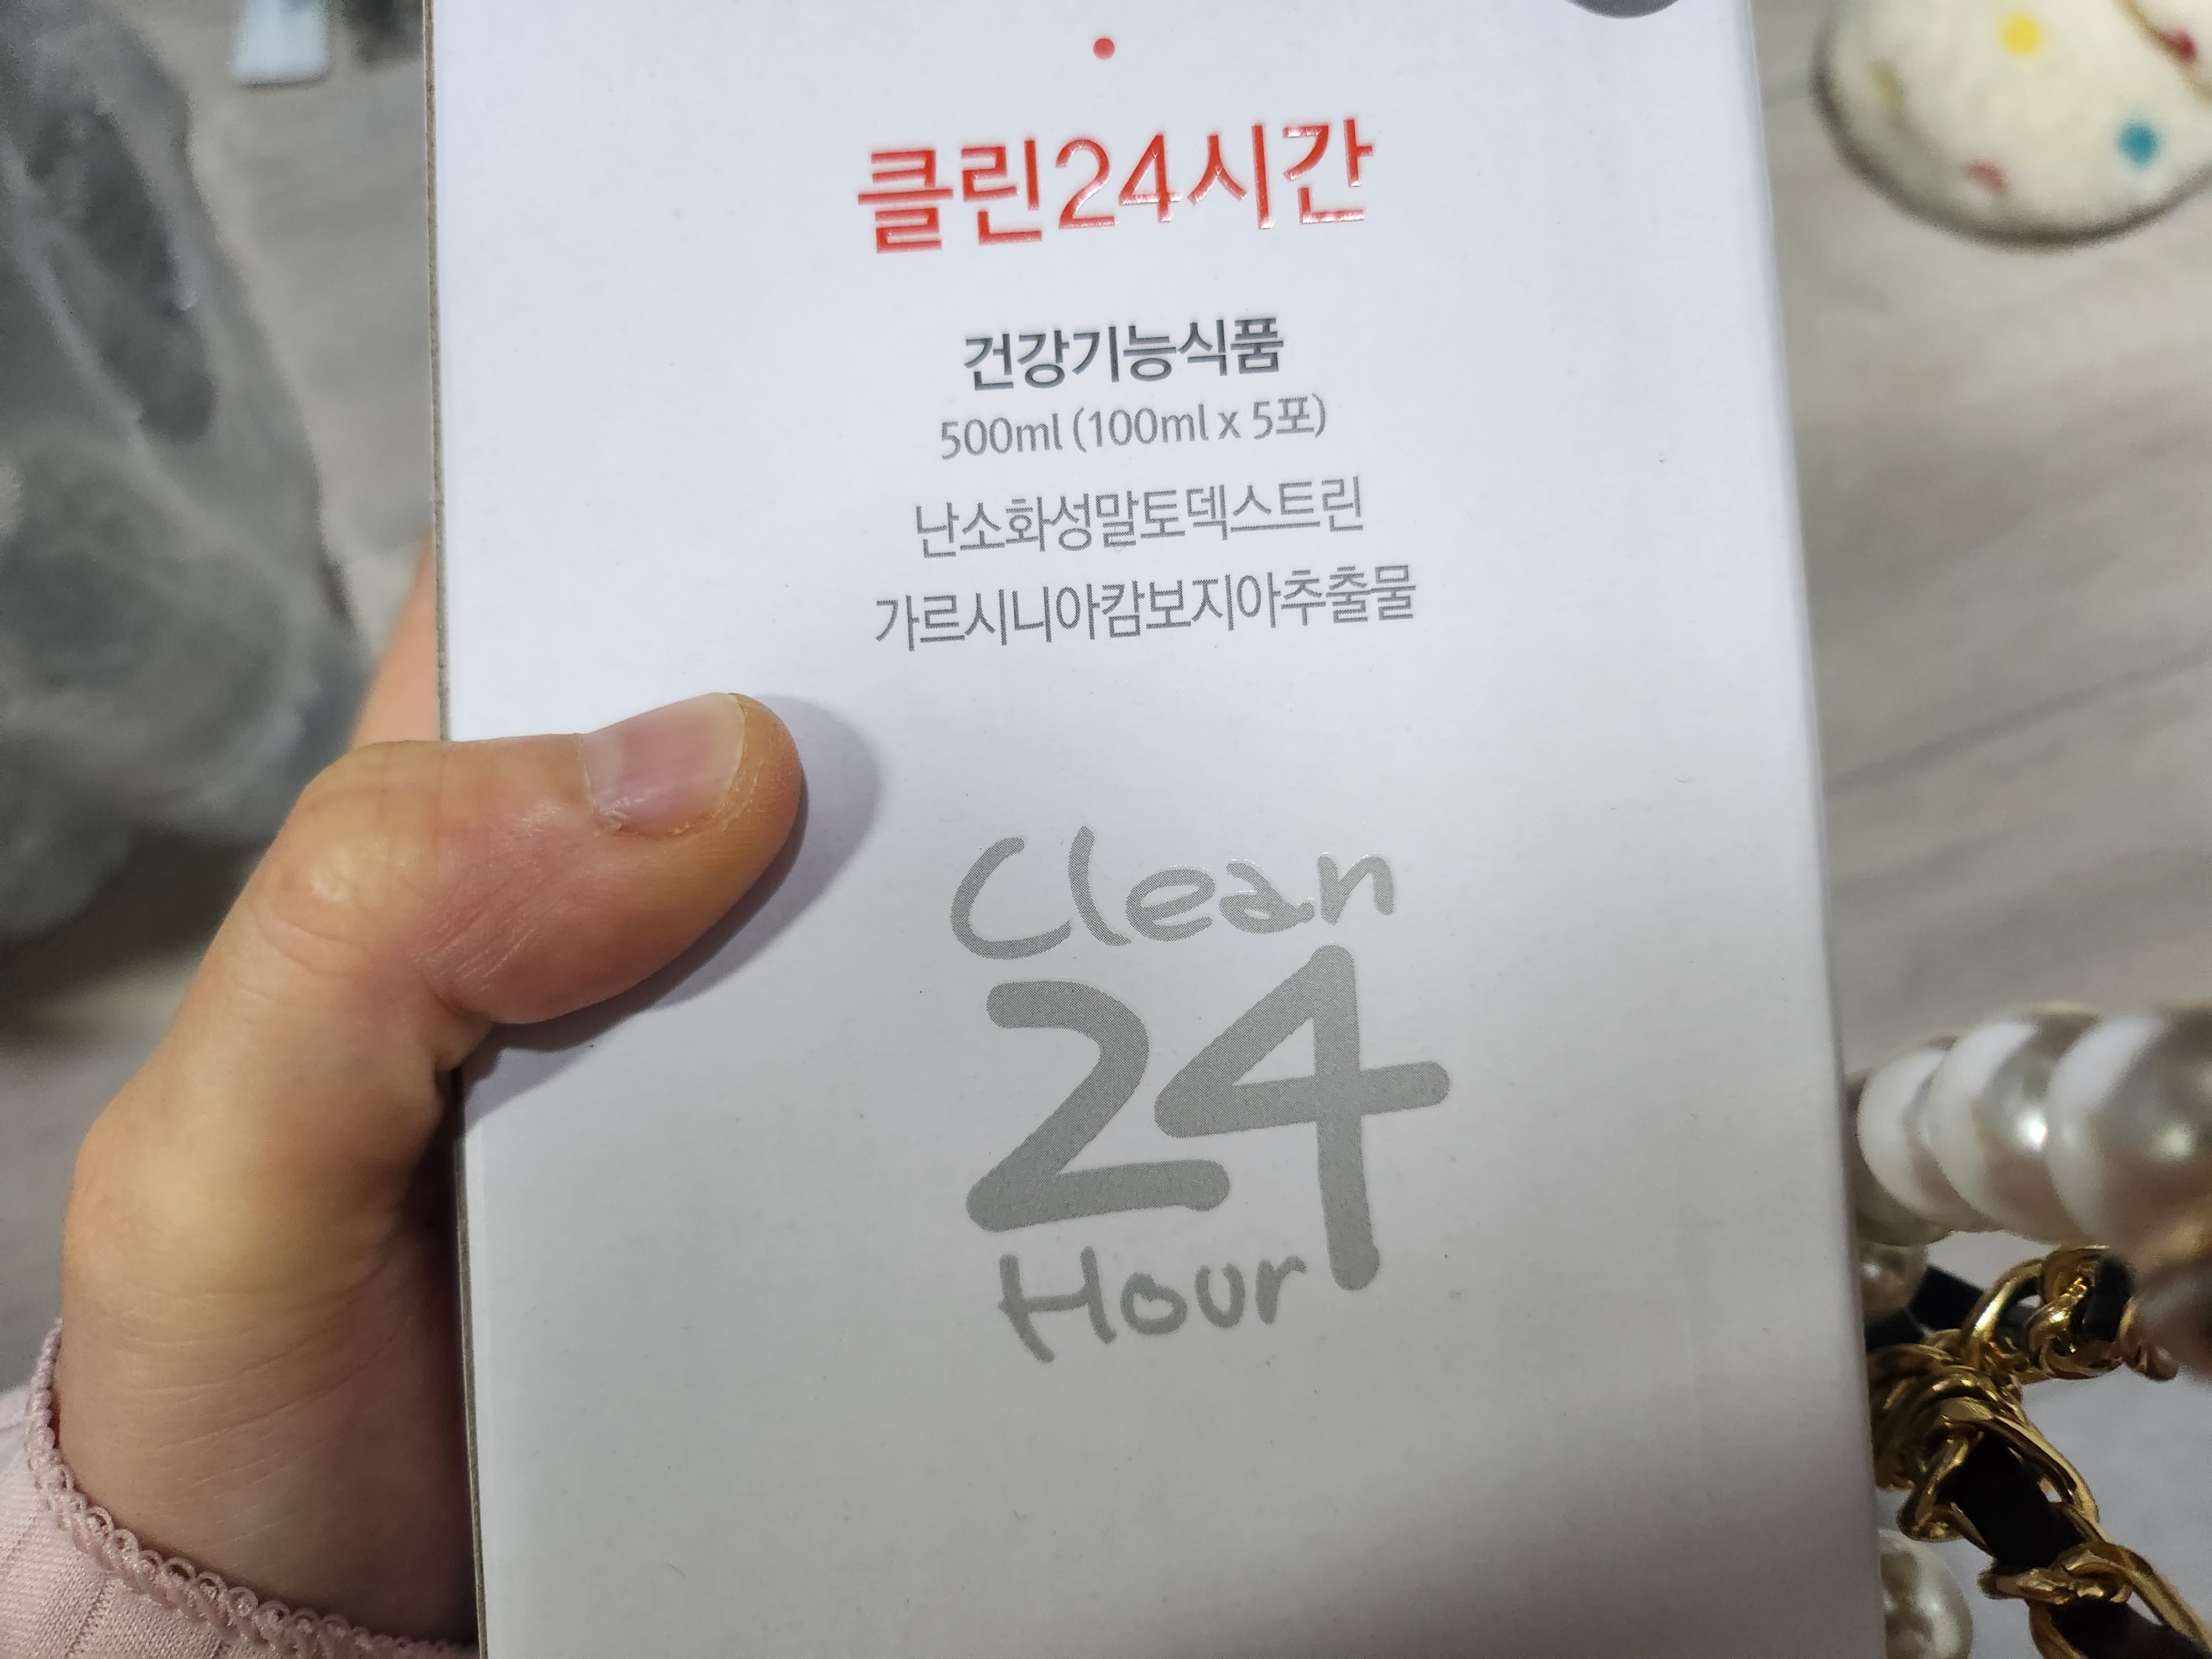 클린24시간
건강기능식품
500ml (100ml x 5포)
난소화성말토덱스트린
가르시니아캄보지아추출물
Clean
24
Hour